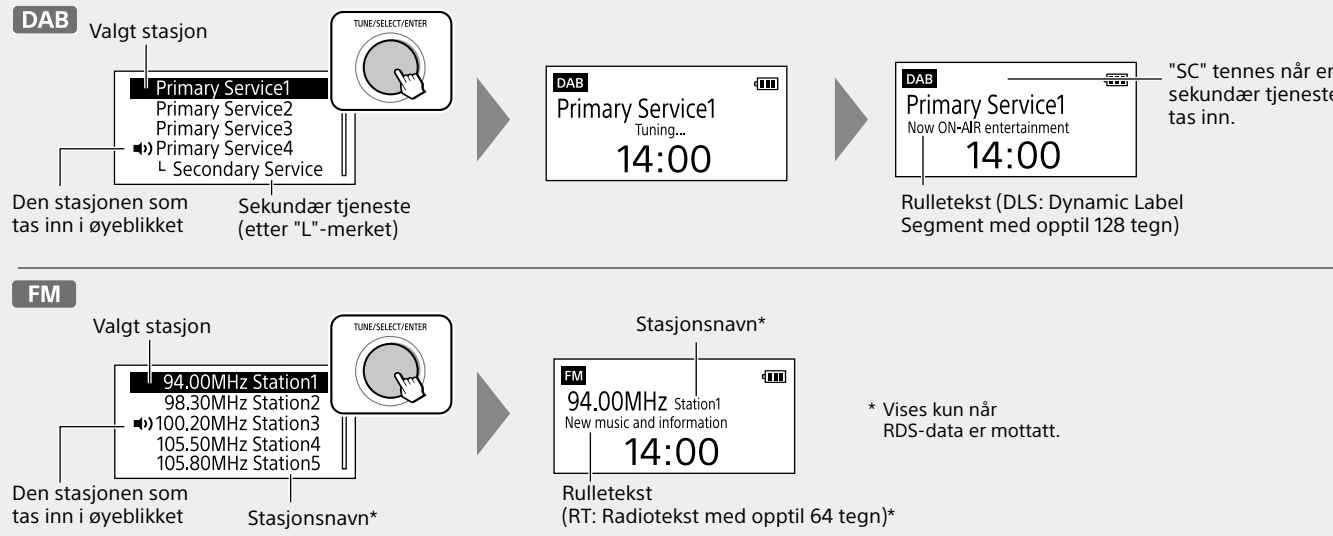 DAB
Valgt stasjon
TUNE/SELECT/ENTER
Primary Service1
Primary Service2
Primary Service3
Primary Service4
└ Secondary Service
Den stasjonen som
tas inn i øyeblikket
Sekundær tjeneste
(etter "L"-merket)
DAB
Primary Service1
Tuning...
14:00
DAB
Primary Service1
Now ON-AIR entertainment
14:00
"SC" tennes når
sekundær tjeneste
tas inn.
Rulletekst (DLS: Dynamic Label
Segment med opptil 128 tegn)
FM
Valgt stasjon
TUNE/SELECT/ENTER
94.00MHz Station1
98.30MHz Station2
100.20MHz Station3
105.50MHz Station4
105.80MHz Station5
Den stasjonen som
tas inn i øyeblikket
Stasjonsnavn*
Stasjonsnavn*
FM
94.00MHz Station1
New music and information
14:00
Rulletekst
(RT: Radiotekst med opptil 64 tegn)*
* Vises kun når
RDS-data er mottatt.